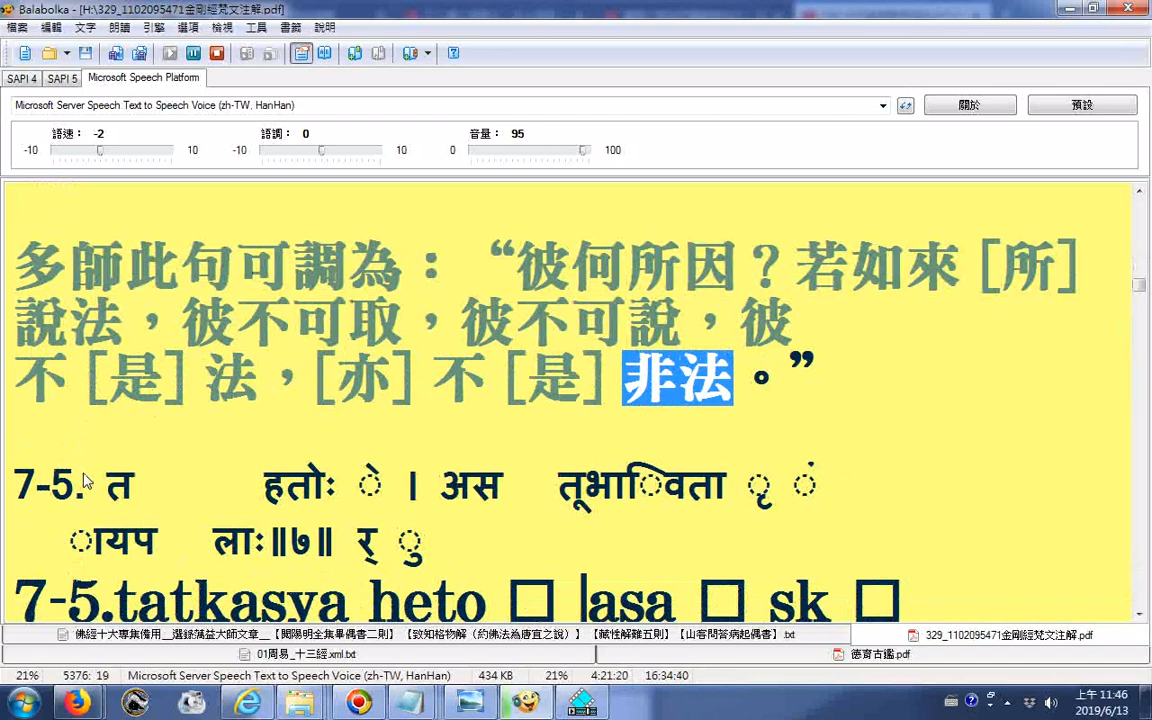 Balabolka - [H:\329_1102095471金剛經梵文注解.pdf]
檔案 編輯 文字 朗讀 引擎 選項 檢視 工具 書籤 說明
SAPI 4 SAPI 5 Microsoft Speech Platform
Microsoft Server Speech Text to Speech Voice (zh-TW, HanHan) 關於 預設
語速： -2 語調： 0 音量： 95
-10 10 -10 10 0 100
多師此句可調為：“彼何所因？若如來［所］
說法，彼不可取，彼不可說，彼
不［是］法，［亦］不［是］非法。”
7-5. त हतोः े । अस तूभािवता ृ ं
ायप लाः॥७॥ र् ु
7-5.tatkasya heto □ |asa □ sk □
佛經十大專集備用__選錄蕅益大師文章__【閱陽明全集畢偶書二則】【致知格物解（約佛法為唐宜之說）】【藏性解難五則】【山客問答病起偶書】.txt 329_1102095471金剛經梵文注解.pdf
01周易_十三經.xml.txt 德育古鑑.pdf
21% 5376: 19 Microsoft Server Speech Text to Speech Voice (zh-TW, HanHan) 434 KB 21% 4:21:20 16:34:40
上午 11:46
2019/6/13